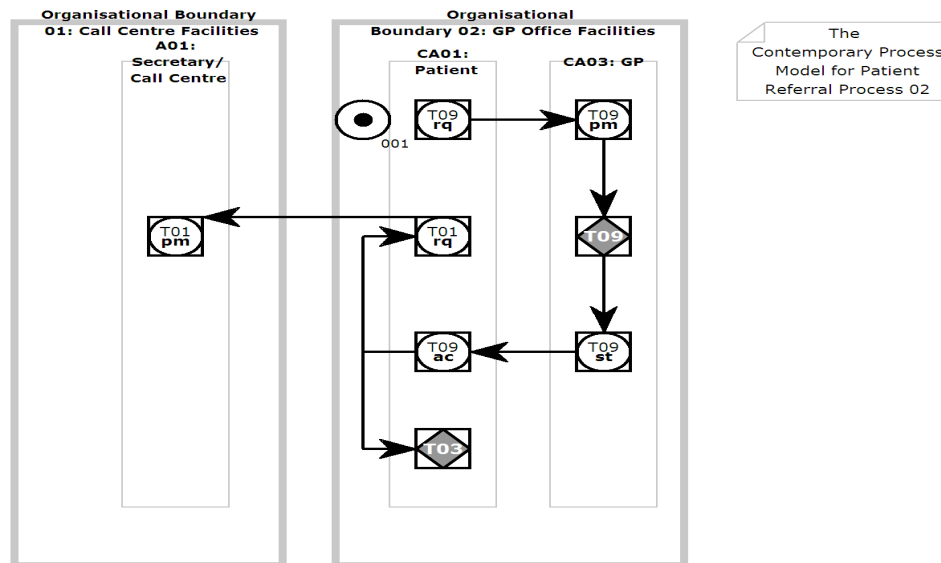 Organisational Boundary
01: Call Centre Facilities
A01:
Secretary/
Call Centre
Organisational
Boundary 02: GP Office Facilities
CA01:
Patient
CA03: GP
The
Contemporary Process
Model for Patient
Referral Process 02
001
T09
rq
T09
pm
T01
pm
T01
rq
T09
T09
ac
T09
st
T03